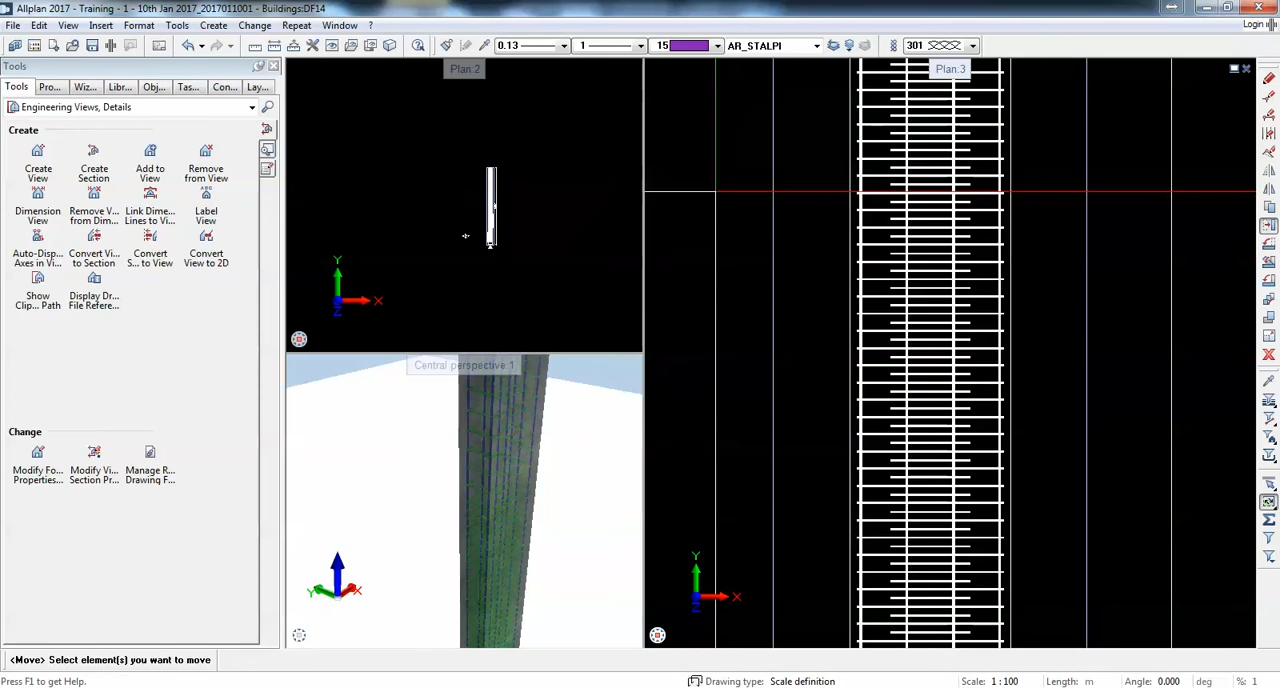 Allplan 2017 - Training - 1 - 10th Jan 2017_2017011001 - Buildings:DF14
File Edit View Insert Format Tools Create Change Repeat Window ?
Login
0.13 1 15 AR_STALPI 301
Tools
Tools Pro... Wiz... Libr... Obj... Tas... Con... Lay...
Engineering Views, Details
Create
Create View
Create Section
Add to View
Remove from View
Dimension View
Remove V... from Dim...
Link Dime... Lines to Vi...
Label View
Auto-Disp... Axes in Vi...
Convert Vi... to Section
Convert S... to View
Convert View to 2D
Show Clip... Path
Display Dr... File Refere...
Change
Modify Fo... Properties...
Modify Vi... Section Pr...
Manage R... Drawing F...
Plan:2
Y
X
Z
Central perspective:1
Y
X
Plan:3
Y
X
Z
<Move> Select element(s) you want to move
Press F1 to get Help.
Drawing type: Scale definition Scale: 1 : 100 Length: m Angle: 0.000 deg %: 1